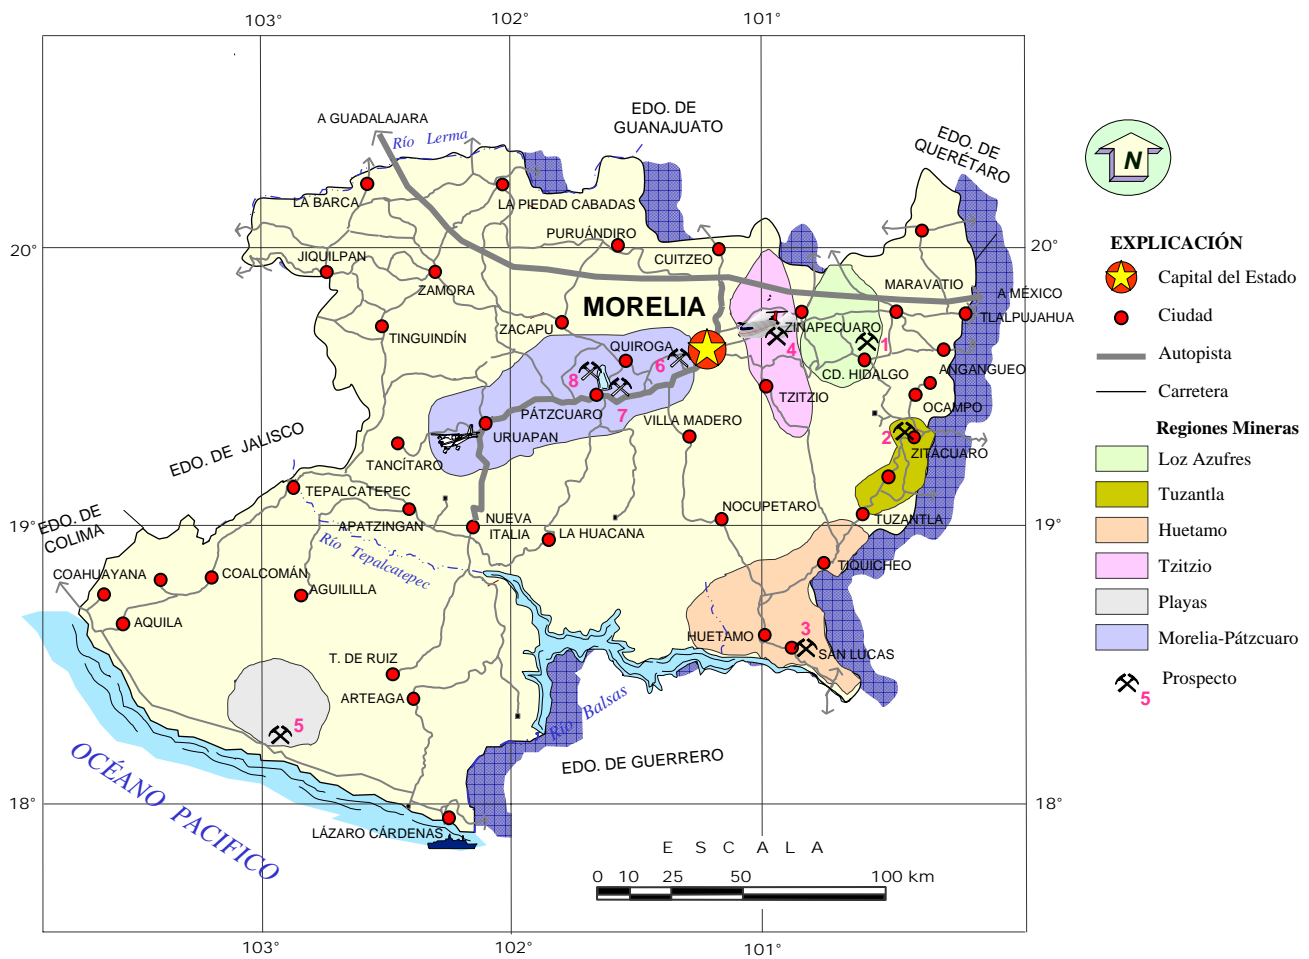 103°
102°
101°
A GUADALAJARA
Río Lerma
EDO. DE
GUANAJUATO
EDO. DE
QUERÉTARO
N
LA BARCA
LA PIEDAD CABADAS
PURUÁNDIRO
20°
CUITZEO
20°
JIQUILPAN
ZAMORA
MARAVATIO
A MÉXICO
TLALPUJAHUA
MORELIA
ZACAPU
TINGUINDÍN
ZINAPECUARO
QUIROGA
6
4
1
8
7
CD. HIDALGO
ANGANGUEO
OCAMPO
TZITZIO
PÁTZCUARO
VILLA MADERO
URUAPAN
2
ZITACUARO
EDO. DE JALISCO
TANCÍTARO
TEPALCATEPEC
APATZINGAN
NOCUPETARO
TUZANTLA
19°
19°
EDO. DE
COLIMA
NUEVA
ITALIA
LA HUACANA
Río Tepalcatepec
TIQUICHEO
COAHUAYANA
COALCOMÁN
AGUILILLA
AQUILA
HUETAMO
3
SAN LUCAS
T. DE RUIZ
ARTEAGA
5
Río Balsas
EDO. DE GUERRERO
OCÉANO PACIFICO
18°
18°
LÁZARO CÁRDENAS
ESCALA
0 10 25 50 100 km
103°
102°
101°
EXPLICACIÓN
Capital del Estado
Ciudad
Autopista
Carretera
Regiones Mineras
Loz Azufres
Tuzantla
Huetamo
Tzitzio
Playas
Morelia-Pátzcuaro
Prospecto
5